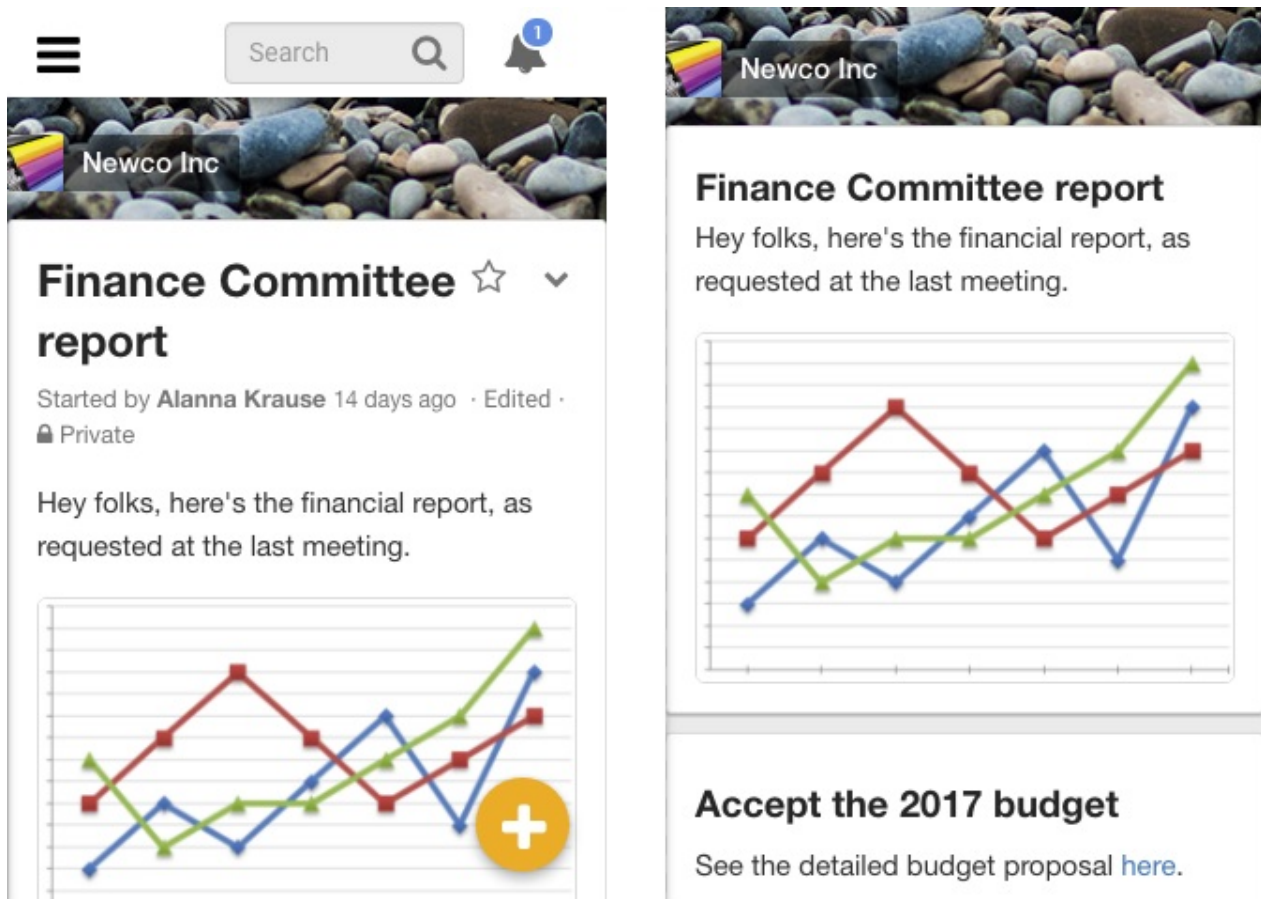 Search
1
Newco Inc
Finance Committee
report
Started by Alanna Krause 14 days ago · Edited ·
Private
Hey folks, here's the financial report, as
requested at the last meeting.
Newco Inc
Finance Committee report
Hey folks, here's the financial report, as
requested at the last meeting.
Accept the 2017 budget
See the detailed budget proposal here.